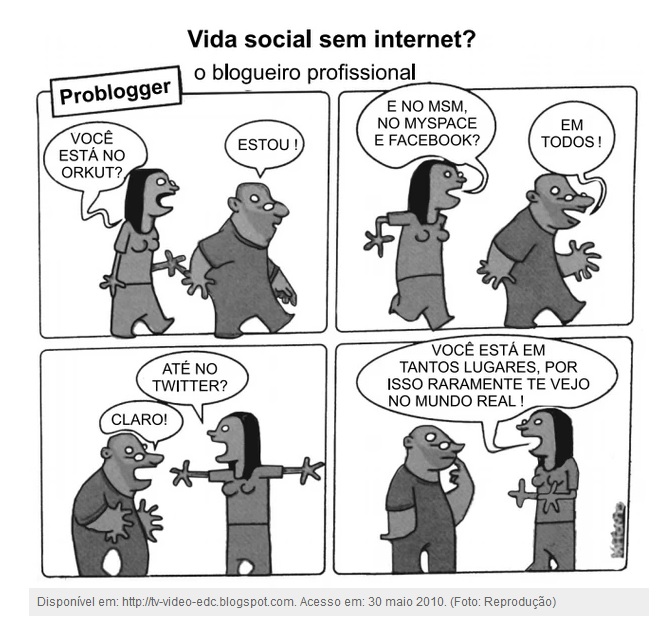 Vida social sem internet?
o blogueiro profissional
Problogger
VOCÊ
ESTÁ NO
ORKUT?
ESTOU !
E NO MSM,
NO MYSPACE
E FACEBOOK?
EM
TODOS !
ATÉ NO
TWITTER?
CLARO!
VOCÊ ESTÁ EM
TANTOS LUGARES, POR
ISSO RARAMENTE TE VEJO
NO MUNDO REAL !
Disponível em: http://tv-video-edc.blogspot.com. Acesso em: 30 maio 2010. (Foto: Reprodução)